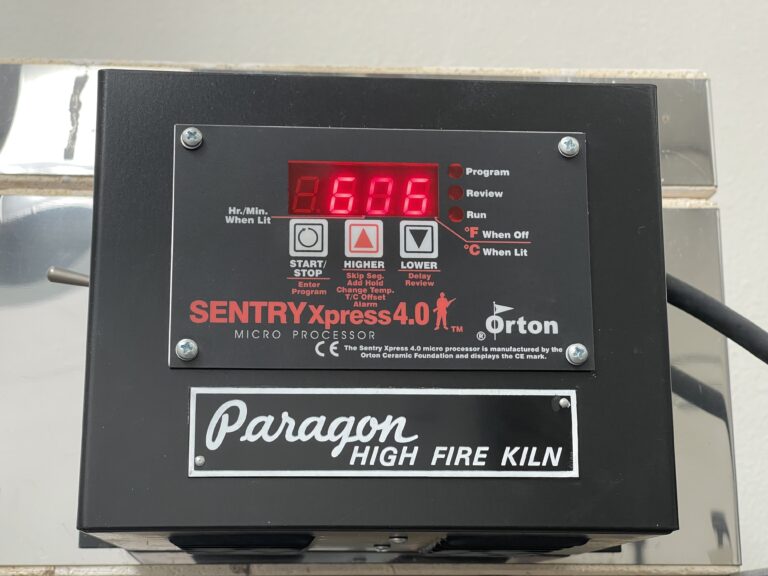 606
Program
Review
Run
Hr./Min.
When Lit
°F When Off
°C When Lit
START/
STOP
Enter
Program
HIGHER
Skip Seg.
Add Hold
Change Temp.
T/C Offset
Alarm
LOWER
Delay
Review
SENTRY Xpress 4.0 ™
MICRO PROCESSOR
® Orton
CE The Sentry Xpress 4.0 micro processor is manufactured by the
Orton Ceramic Foundation and displays the CE mark.
Paragon
HIGH FIRE KILN